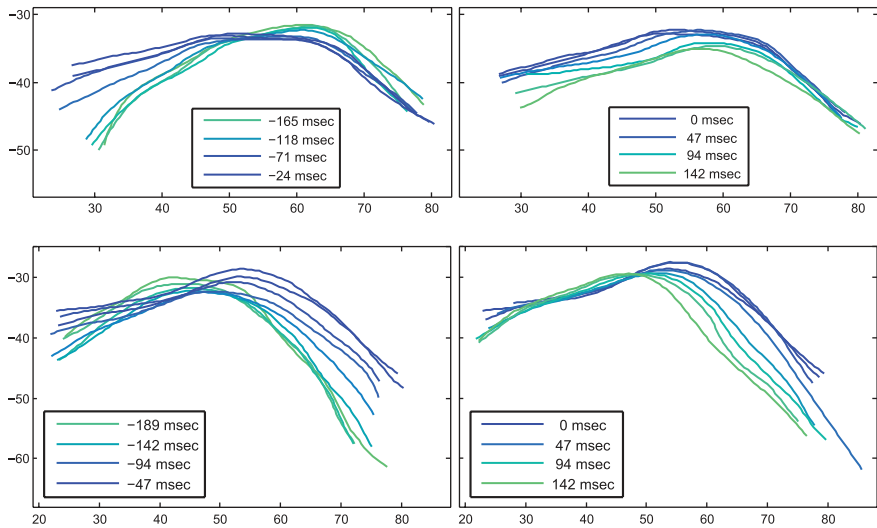 −30
−40
−50
−165 msec
−118 msec
−71 msec
−24 msec
0 msec
47 msec
94 msec
142 msec
30 40 50 60 70 80
30 40 50 60 70 80
−30
−40
−50
−60
−189 msec
−142 msec
−94 msec
−47 msec
0 msec
47 msec
94 msec
142 msec
20 30 40 50 60 70 80
20 30 40 50 60 70 80